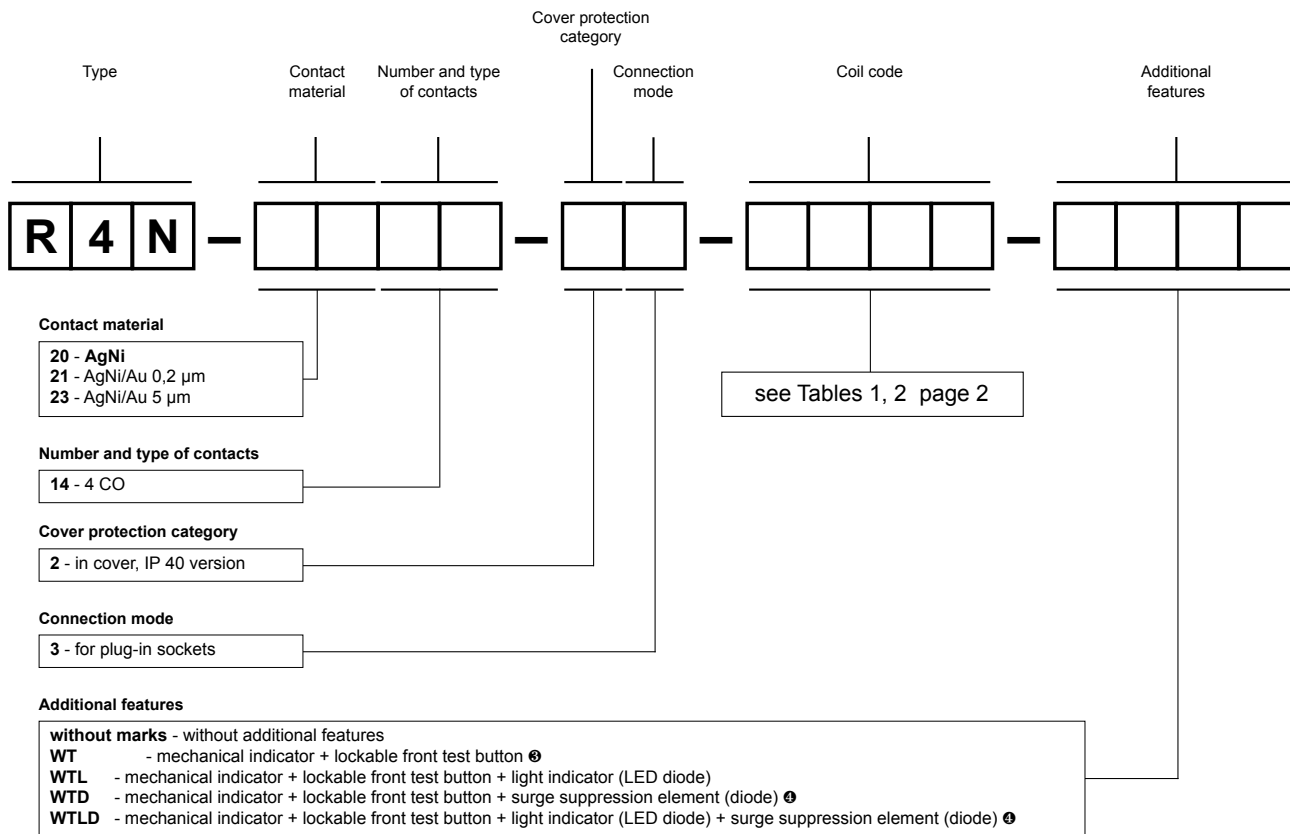 Cover protection
category
Type
Contact
material
Number and type
of contacts
Connection
mode
Coil code
Additional
features
R 4 N – – – –
Contact material
20 - AgNi
21 - AgNi/Au 0,2 μm
23 - AgNi/Au 5 μm
see Tables 1, 2 page 2
Number and type of contacts
14 - 4 CO
Cover protection category
2 - in cover, IP 40 version
Connection mode
3 - for plug-in sockets
Additional features
without marks - without additional features
WT - mechanical indicator + lockable front test button ❸
WTL - mechanical indicator + lockable front test button + light indicator (LED diode)
WTD - mechanical indicator + lockable front test button + surge suppression element (diode) ❹
WTLD - mechanical indicator + lockable front test button + light indicator (LED diode) + surge suppression element (diode) ❹